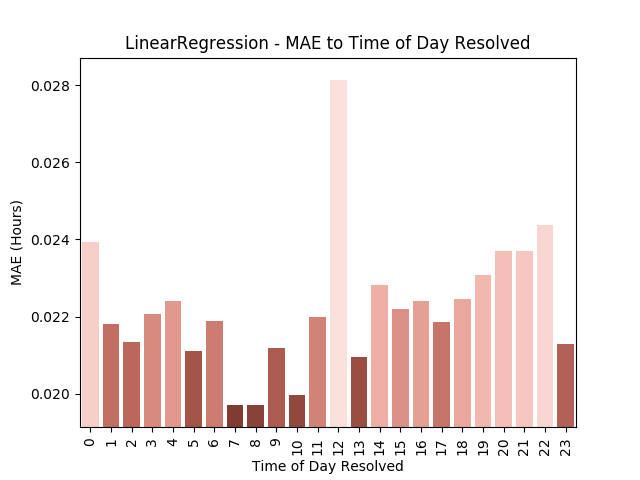 LinearRegression - MAE to Time of Day Resolved
MAE (Hours)
0.028
0.026
0.024
0.022
0.020
0 1 2 3 4 5 6 7 8 9 10 11 12 13 14 15 16 17 18 19 20 21 22 23
Time of Day Resolved